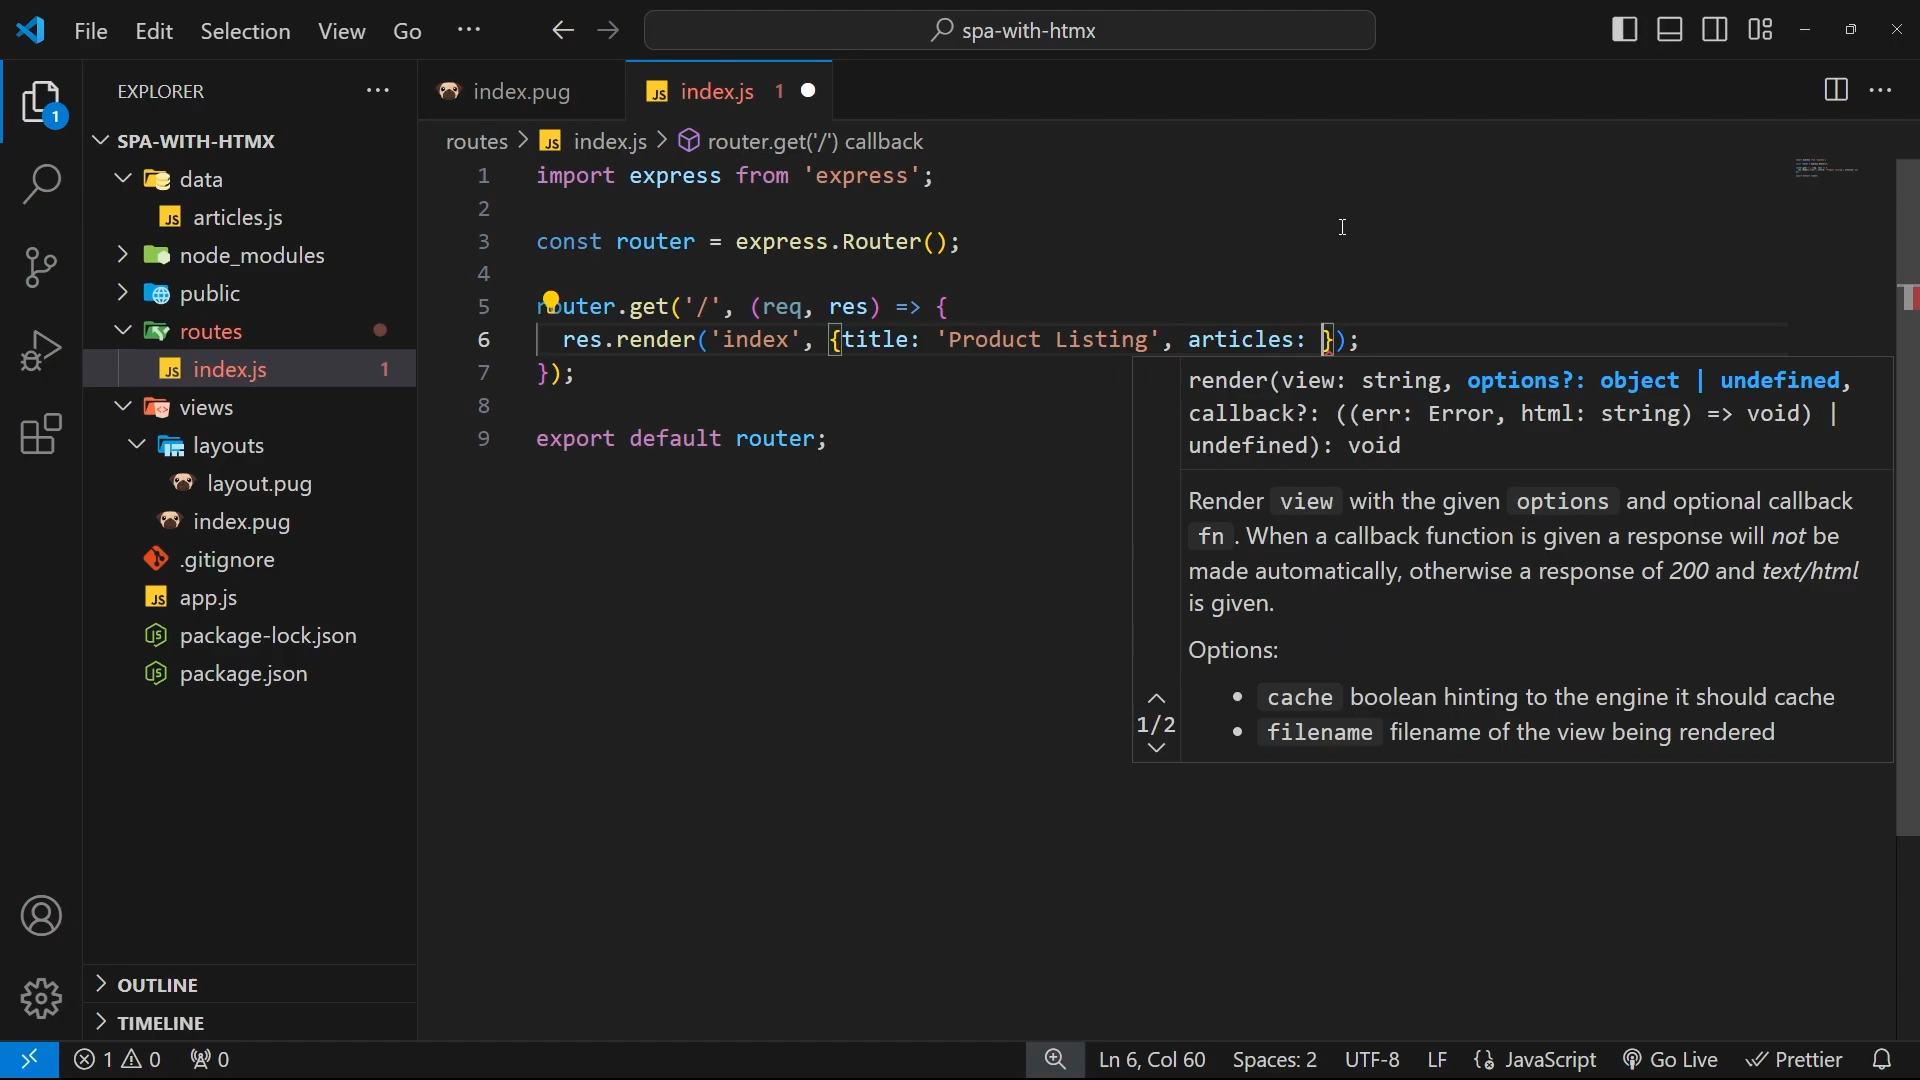 File Edit Selection View Go ···
spa-with-htmx
EXPLORER
index.pug
JS index.js 1
SPA-WITH-HTMX
routes > JS index.js > router.get('/') callback
data
JS articles.js
node_modules
public
routes
JS index.js 1
views
layouts
layout.pug
index.pug
.gitignore
JS app.js
package-lock.json
package.json
OUTLINE
TIMELINE
1
1 import express from 'express';
2
3 const router = express.Router();
4
5 router.get('/', (req, res) => {
6 res.render('index', {title: 'Product Listing', articles: });
7 });
8
9 export default router;
render(view: string, options?: object | undefined,
callback?: ((err: Error, html: string) => void) |
undefined): void
Render view with the given options and optional callback
fn . When a callback function is given a response will not be
made automatically, otherwise a response of 200 and text/html
is given.
Options:
• cache boolean hinting to the engine it should cache
• filename filename of the view being rendered
1/2
1 0 0 Ln 6, Col 60 Spaces: 2 UTF-8 LF JavaScript Go Live Prettier